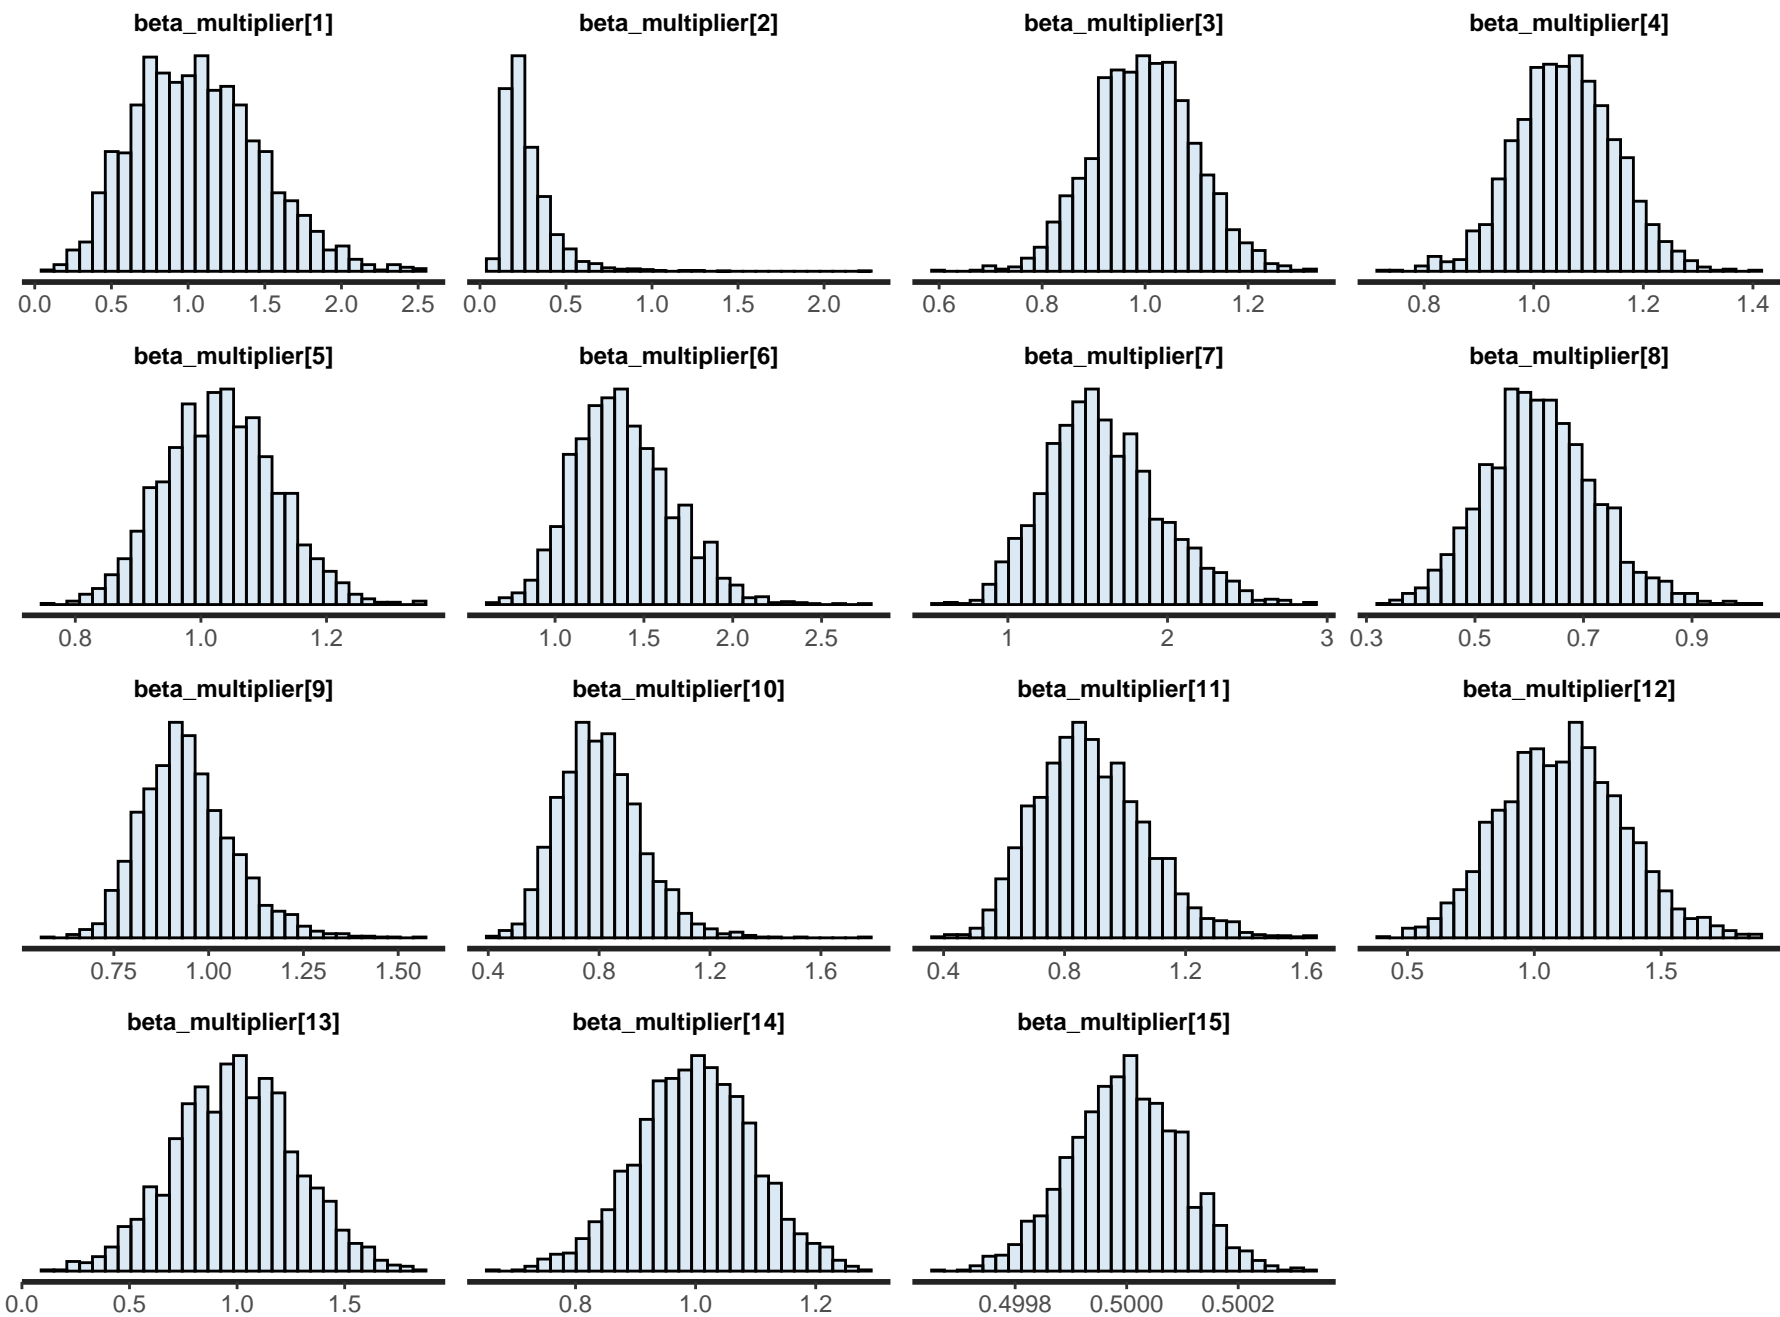 beta_multiplier[1] beta_multiplier[2] beta_multiplier[3] beta_multiplier[4]
0.0 0.5 1.0 1.5 2.0 2.5 0.0 0.5 1.0 1.5 2.0 0.6 0.8 1.0 1.2 0.8 1.0 1.2 1.4
beta_multiplier[5] beta_multiplier[6] beta_multiplier[7] beta_multiplier[8]
0.8 1.0 1.2 1.0 1.5 2.0 2.5 1 2 3 0.3 0.5 0.7 0.9
beta_multiplier[9] beta_multiplier[10] beta_multiplier[11] beta_multiplier[12]
0.75 1.00 1.25 1.50 0.4 0.8 1.2 1.6 0.4 0.8 1.2 1.6 0.5 1.0 1.5
beta_multiplier[13] beta_multiplier[14] beta_multiplier[15]
0.0 0.5 1.0 1.5 0.8 1.0 1.2 0.4998 0.5000 0.5002